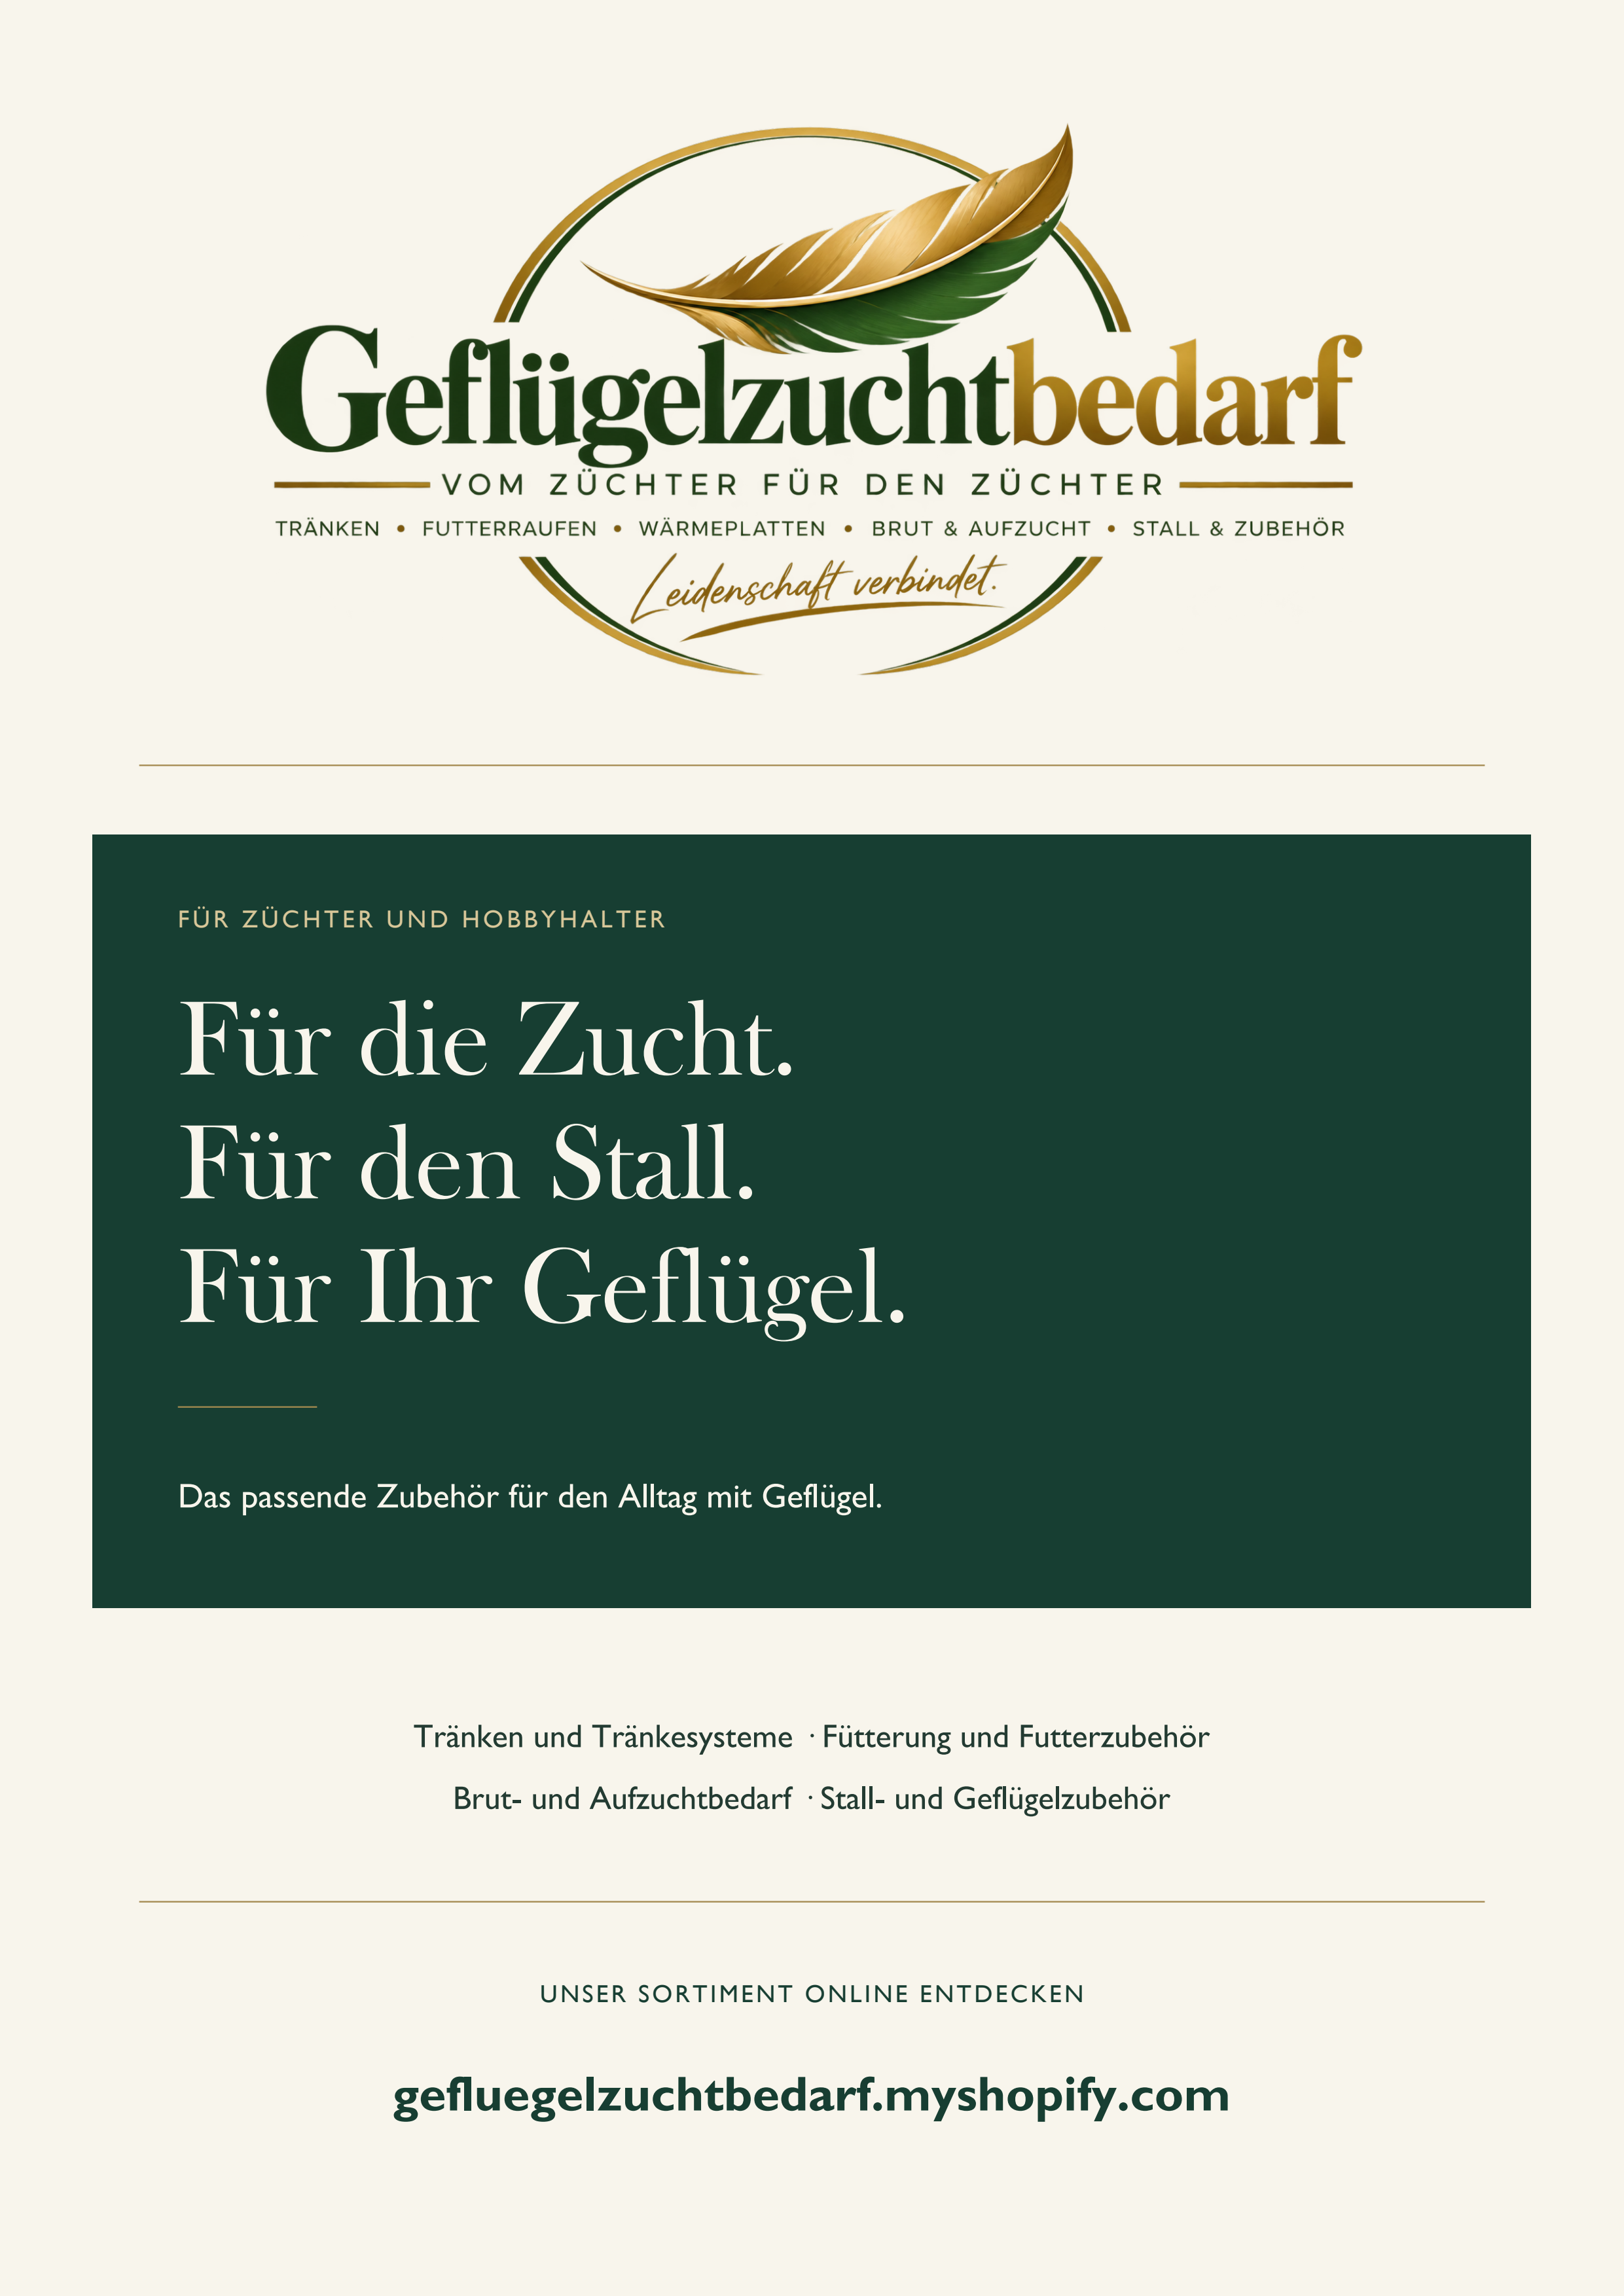 Geflügelzuchtbedarf
VOM ZÜCHTER FÜR DEN ZÜCHTER
TRÄNKEN • FUTTERRAUFEN • WÄRMEPLATTEN • BRUT & AUFZUCHT • STALL & ZUBEHÖR
Leidenschaft verbindet.
FÜR ZÜCHTER UND HOBBYHALTER
Für die Zucht.
Für den Stall.
Für Ihr Geflügel.
Das passende Zubehör für den Alltag mit Geflügel.
Tränken und Tränkesysteme · Fütterung und Futterzubehör
Brut- und Aufzuchtbedarf · Stall- und Geflügelzubehör
UNSER SORTIMENT ONLINE ENTDECKEN
gefluegelzuchtbedarf.myshopify.com